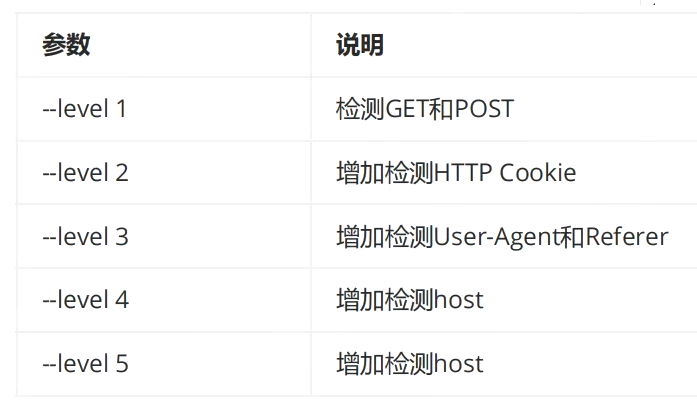 参数 说明
--level 1 检测GET和POST
--level 2 增加检测HTTP Cookie
--level 3 增加检测User-Agent和Referer
--level 4 增加检测host
--level 5 增加检测host